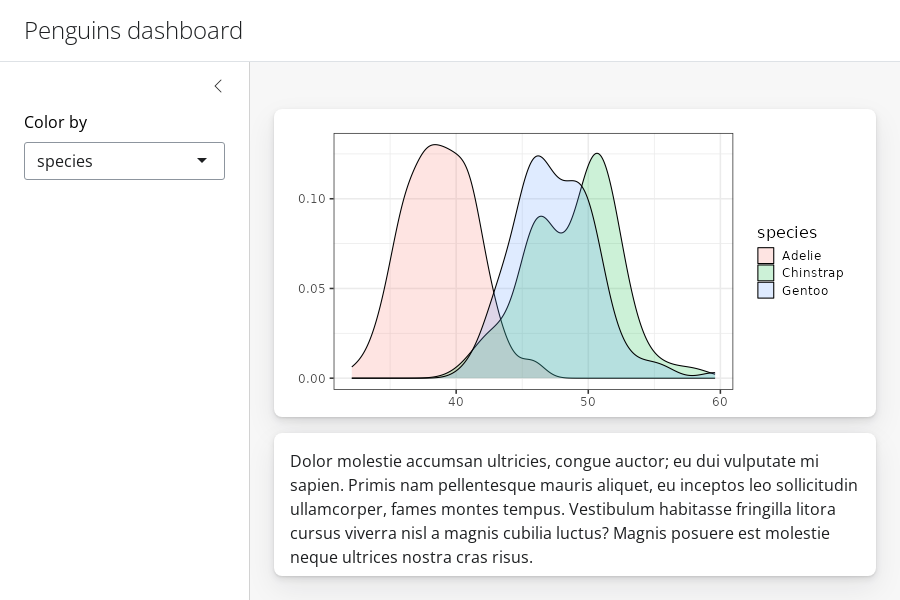 Penguins dashboard
Color by
species
0.10
0.05
0.00
40 50 60
species
Adelie
Chinstrap
Gentoo
Dolor molestie accumsan ultricies, congue auctor; eu dui vulputate mi
sapien. Primis nam pellentesque mauris aliquet, eu inceptos leo sollicitudin
ullamcorper, fames montes tempus. Vestibulum habitasse fringilla litora
cursus viverra nisl a magnis cubilia luctus? Magnis posuere est molestie
neque ultrices nostra cras risus.